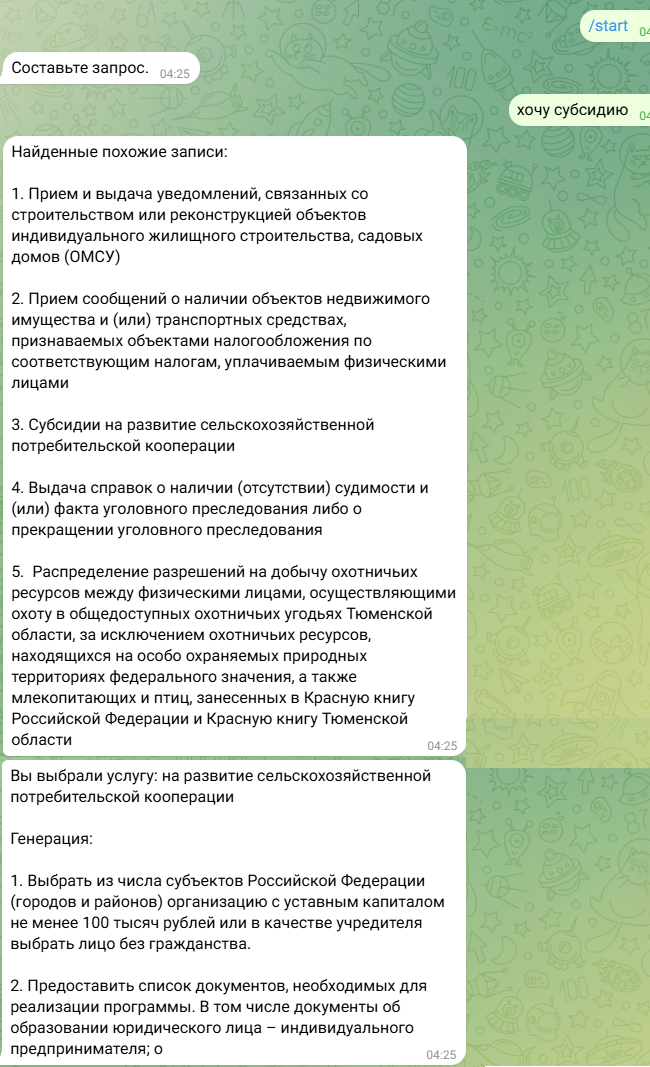 /start
04
Составьте запрос. 04:25
хочу субсидию
04
Найденные похожие записи:
1. Прием и выдача уведомлений, связанных со
строительством или реконструкцией объектов
индивидуального жилищного строительства, садовых
домов (ОМСУ)
2. Прием сообщений о наличии объектов недвижимого
имущества и (или) транспортных средствах,
признаваемых объектами налогообложения по
соответствующим налогам, уплачиваемым физическими
лицами
3. Субсидии на развитие сельскохозяйственной
потребительской кооперации
4. Выдача справок о наличии (отсутствии) судимости и
(или) факта уголовного преследования либо о
прекращении уголовного преследования
5.  Распределение разрешений на добычу охотничьих
ресурсов между физическими лицами, осуществляющими
охоту в общедоступных охотничьих угодьях Тюменской
области, за исключением охотничьих ресурсов,
находящихся на особо охраняемых природных
территориях федерального значения, а также
млекопитающих и птиц, занесенных в Красную книгу
Российской Федерации и Красную книгу Тюменской
области
04:25
Вы выбрали услугу: на развитие сельскохозяйственной
потребительской кооперации
Генерация:
1. Выбрать из числа субъектов Российской Федерации
(городов и районов) организацию с уставным капиталом
не менее 100 тысяч рублей или в качестве учредителя
выбрать лицо без гражданства.
2. Предоставить список документов, необходимых для
реализации программы. В том числе документы об
образовании юридического лица – индивидуального
предпринимателя; о
04:25